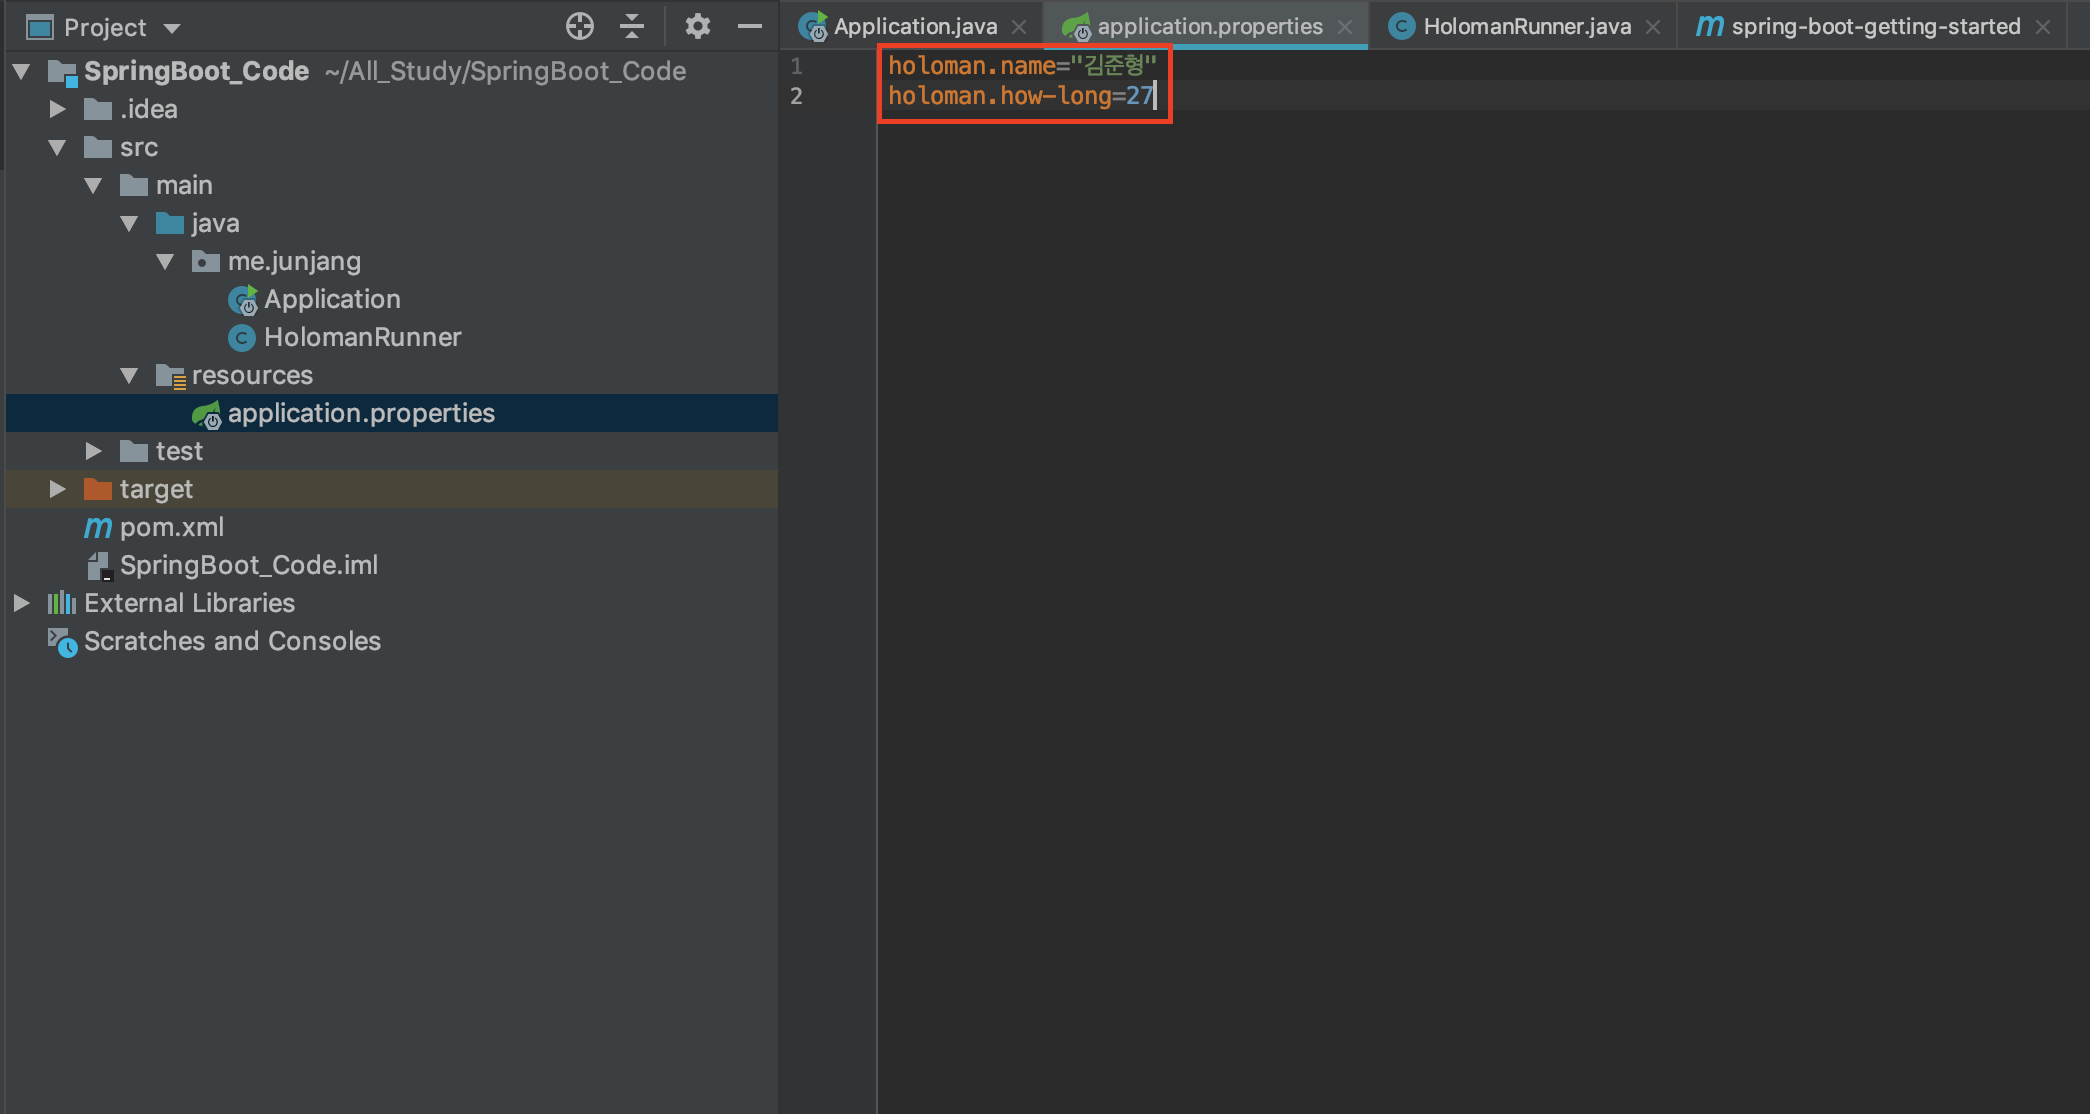 Project
SpringBoot_Code ~/All_Study/SpringBoot_Code
.idea
src
main
java
me.junjang
Application
HolomanRunner
resources
application.properties
test
target
pom.xml
SpringBoot_Code.iml
External Libraries
Scratches and Consoles
Application.java application.properties HolomanRunner.java spring-boot-getting-started
1 holoman.name="김준형"
2 holoman.how-long=27